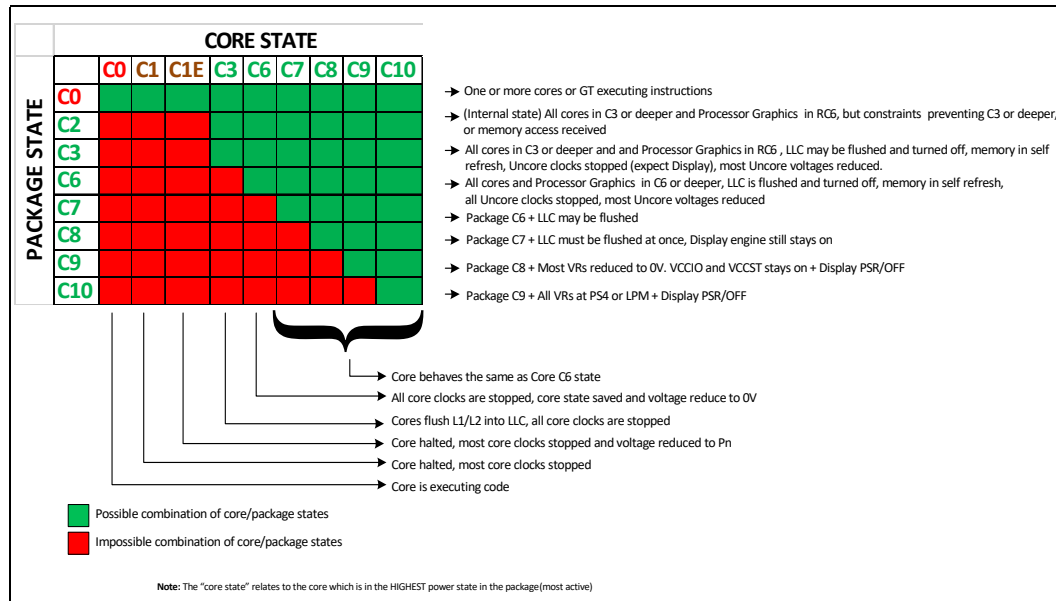 CORE STATE
PACKAGE STATE
C0 C1 C1E C3 C6 C7 C8 C9 C10
C0
C2
C3
C6
C7
C8
C9
C10
One or more cores or GT executing instructions
(Internal state) All cores in C3 or deeper and Processor Graphics in RC6, but constraints preventing C3 or deeper,
or memory access received
All cores in C3 or deeper and and Processor Graphics in RC6 , LLC may be flushed and turned off, memory in self
refresh, Uncore clocks stopped (expect Display), most Uncore voltages reduced.
All cores and Processor Graphics in C6 or deeper, LLC is flushed and turned off, memory in self refresh,
all Uncore clocks stopped, most Uncore voltages reduced
Package C6 + LLC may be flushed
Package C7 + LLC must be flushed at once, Display engine still stays on
Package C8 + Most VRs reduced to 0V. VCCIO and VCCST stays on + Display PSR/OFF
Package C9 + All VRs at PS4 or LPM + Display PSR/OFF
Core behaves the same as Core C6 state
All core clocks are stopped, core state saved and voltage reduce to 0V
Cores flush L1/L2 into LLC, all core clocks are stopped
Core halted, most core clocks stopped and voltage reduced to Pn
Core halted, most core clocks stopped
Core is executing code
Possible combination of core/package states
Impossible combination of core/package states
Note: The “core state” relates to the core which is in the HIGHEST power state in the package(most active)